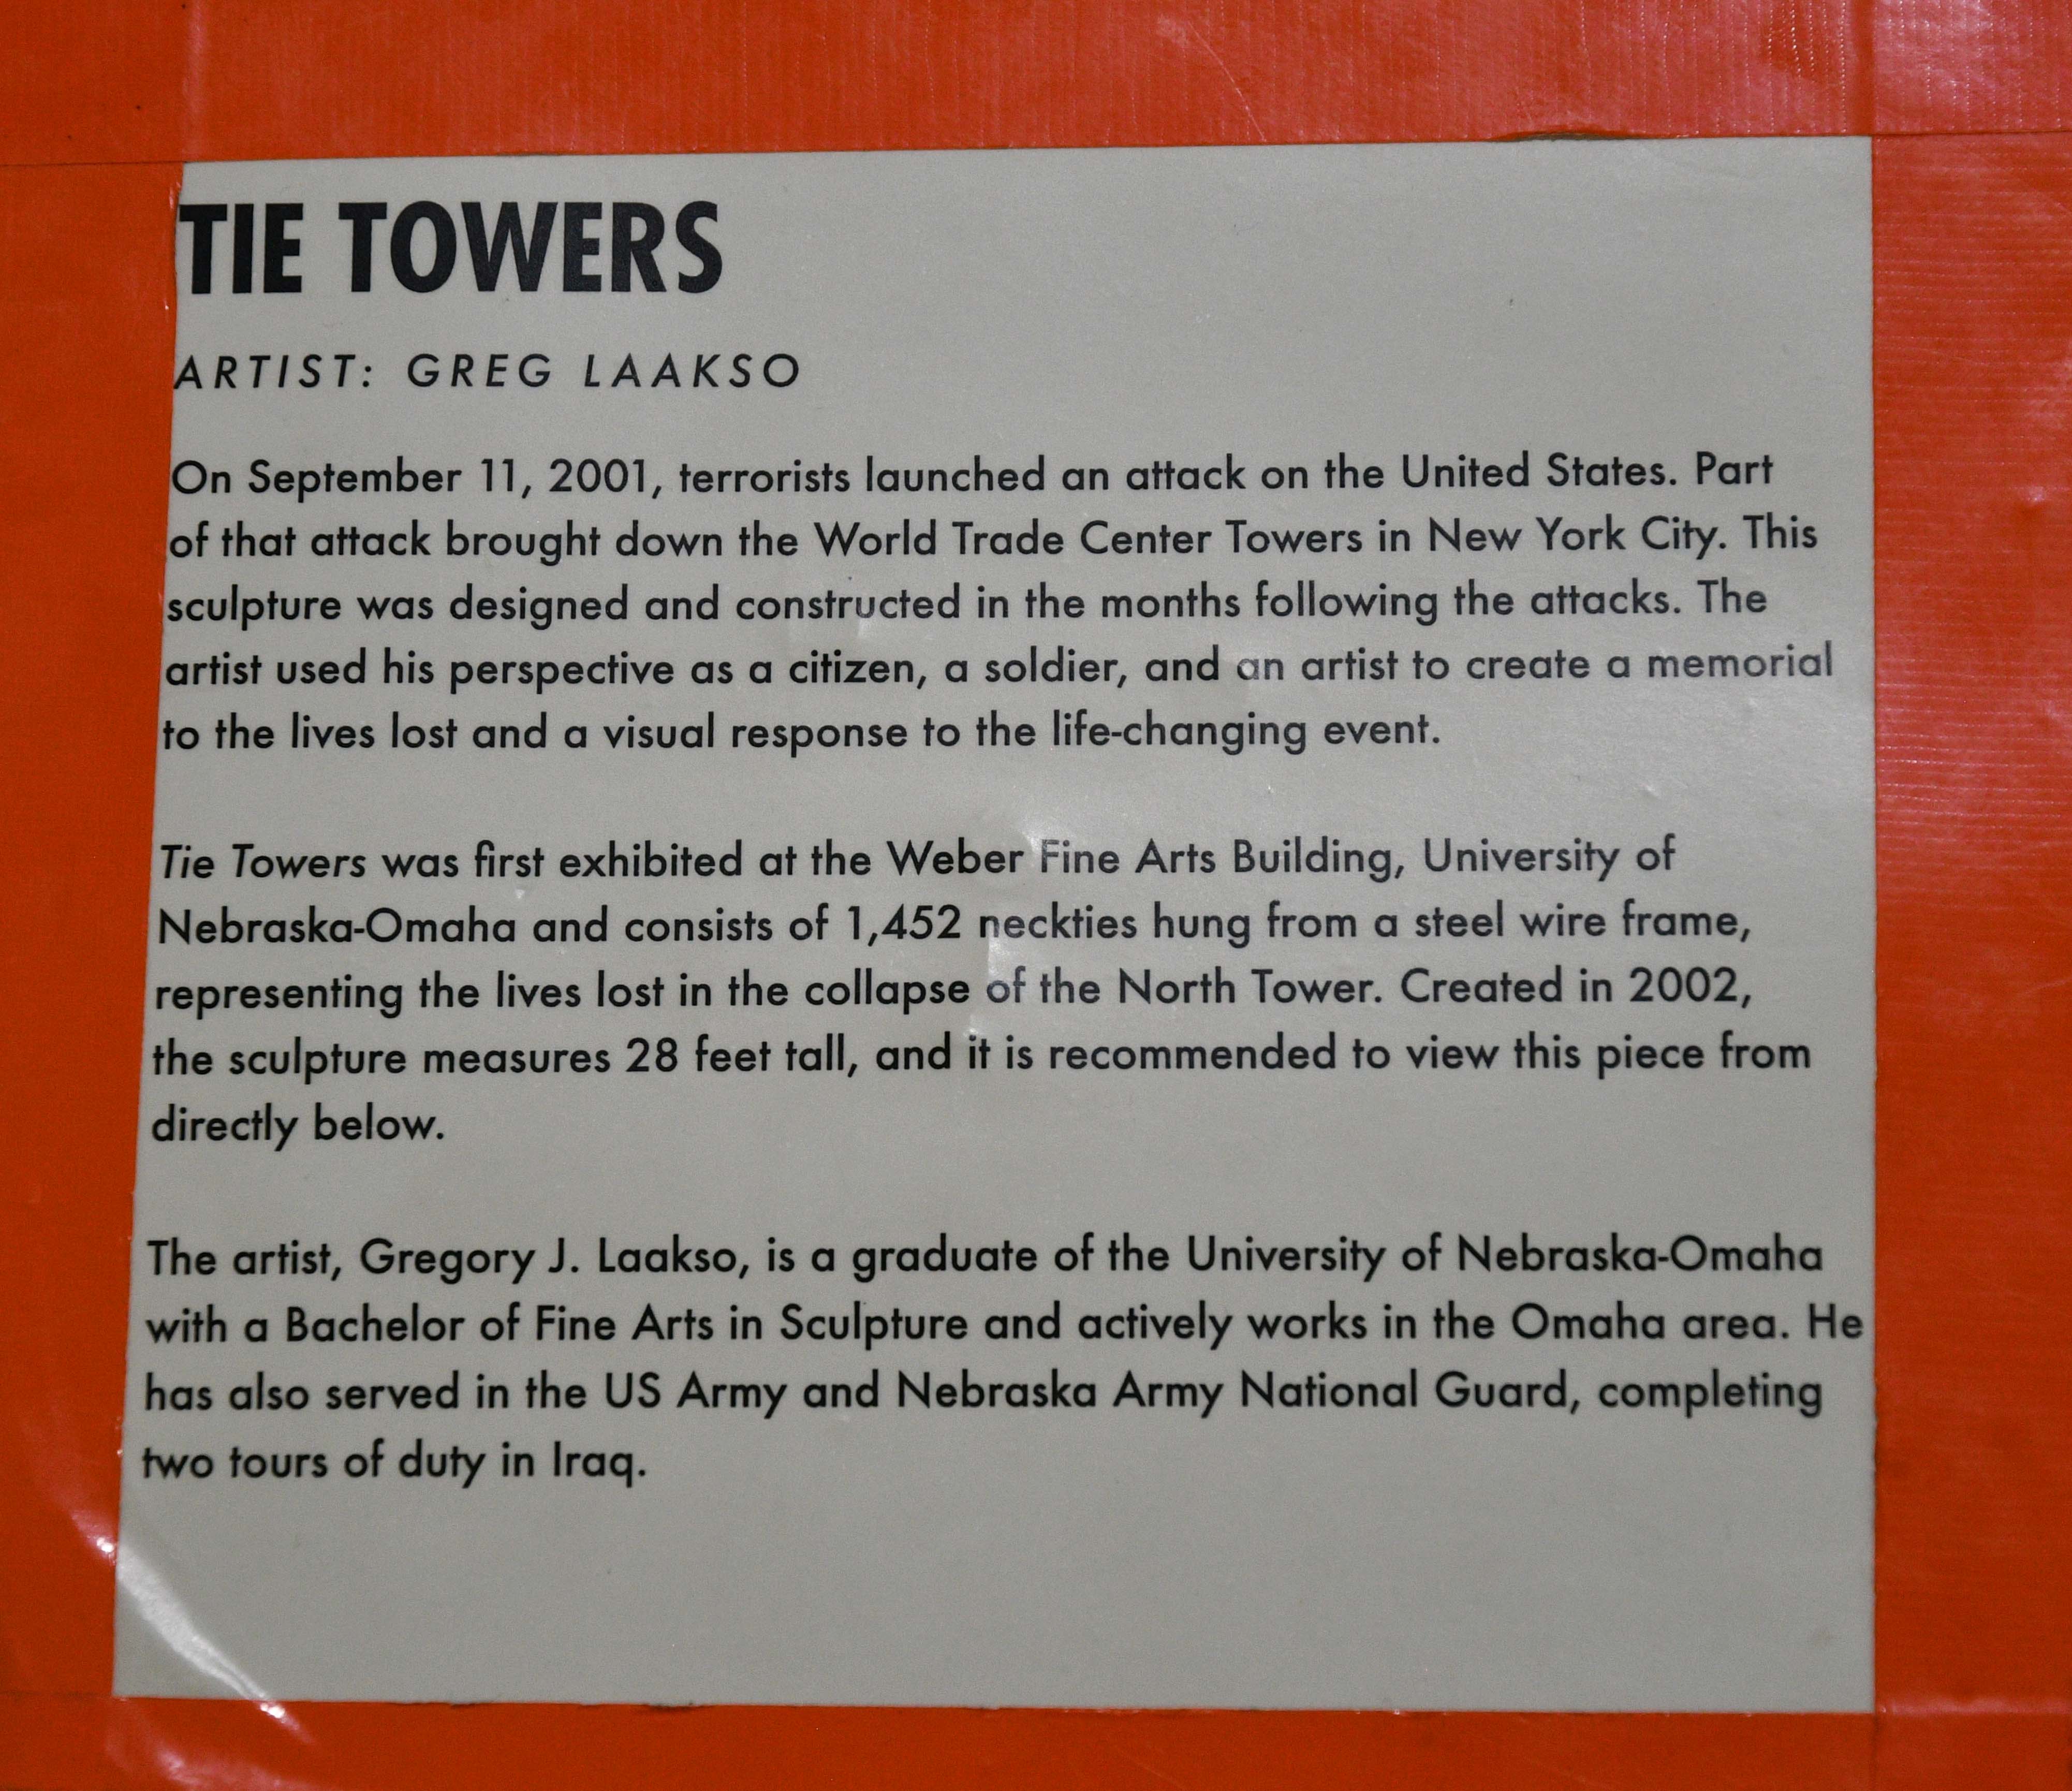 TIE TOWERS
ARTIST: GREG LAAKSO
On September 11, 2001, terrorists launched an attack on the United States. Part
of that attack brought down the World Trade Center Towers in New York City. This
sculpture was designed and constructed in the months following the attacks. The
artist used his perspective as a citizen, a soldier, and an artist to create a memorial
to the lives lost and a visual response to the life-changing event.
Tie Towers was first exhibited at the Weber Fine Arts Building, University of
Nebraska-Omaha and consists of 1,452 neckties hung from a steel wire frame,
representing the lives lost in the collapse of the North Tower. Created in 2002,
the sculpture measures 28 feet tall, and it is recommended to view this piece from
directly below.
The artist, Gregory J. Laakso, is a graduate of the University of Nebraska-Omaha
with a Bachelor of Fine Arts in Sculpture and actively works in the Omaha area. He
has also served in the US Army and Nebraska Army National Guard, completing
two tours of duty in Iraq.